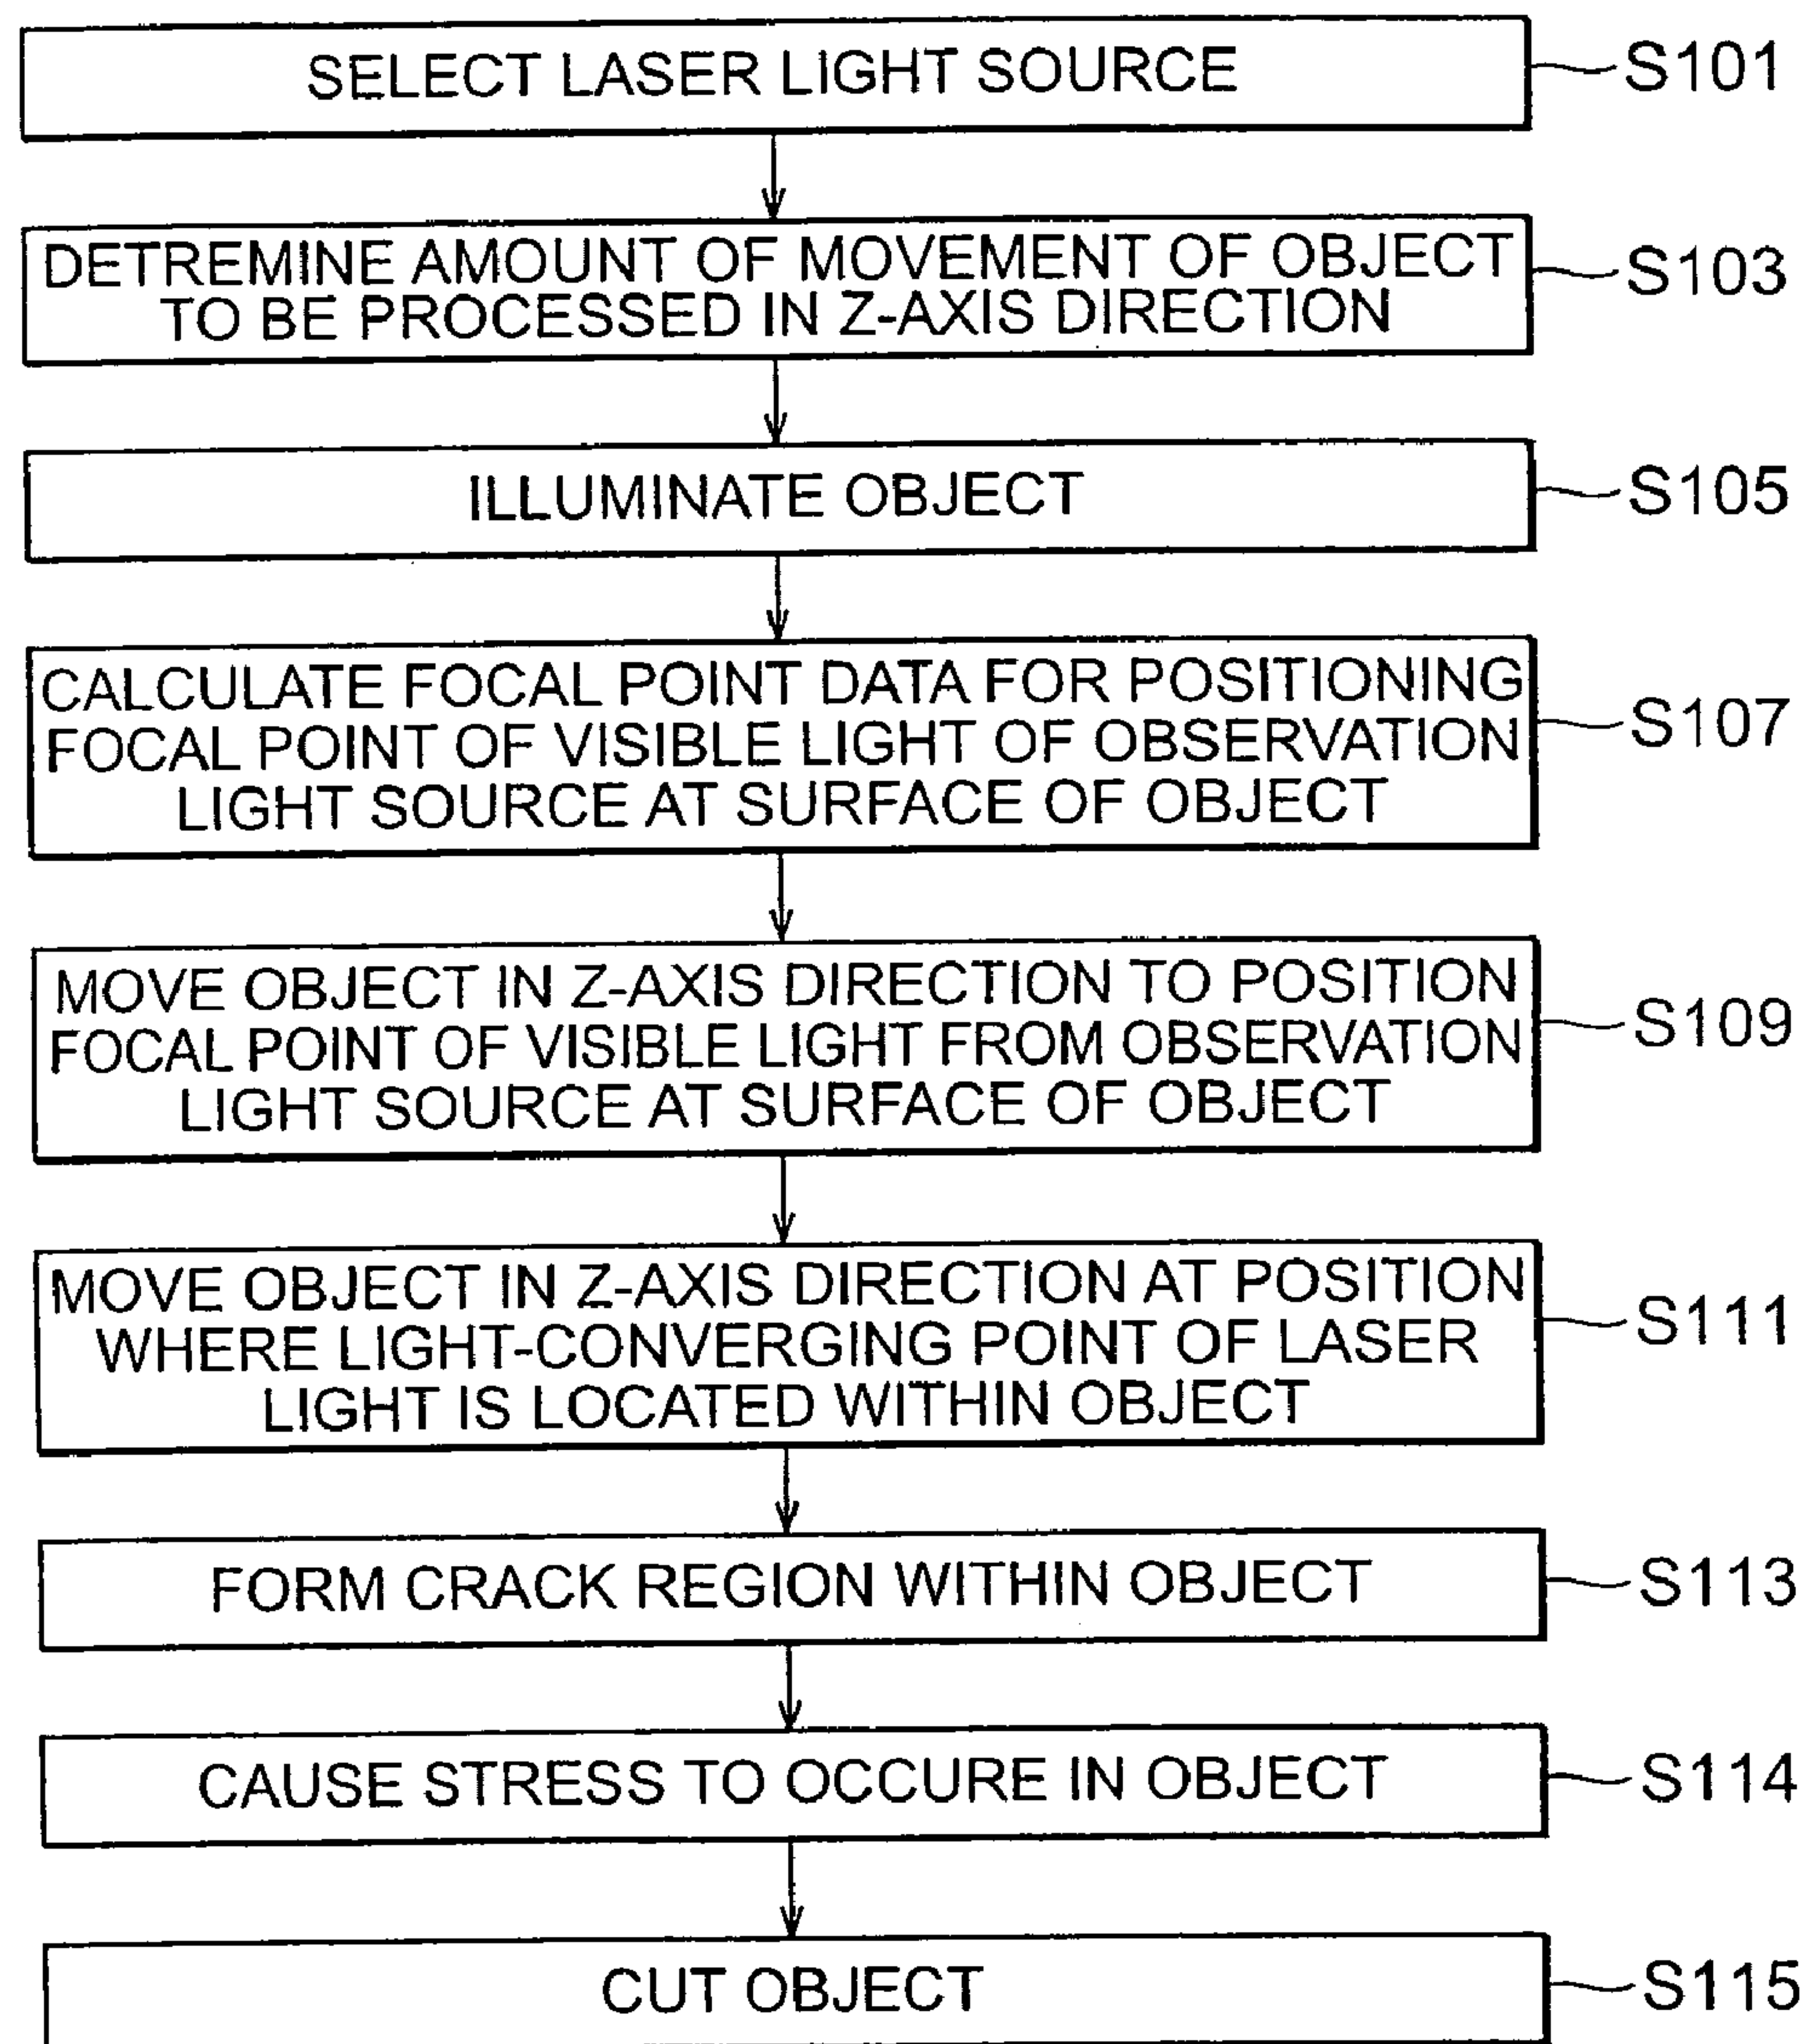 SELECT LASER LIGHT SOURCE
S101
DETREMINE AMOUNT OF MOVEMENT OF OBJECT
TO BE PROCESSED IN Z-AXIS DIRECTION
S103
ILLUMINATE OBJECT
S105
CALCULATE FOCAL POINT DATA FOR POSITIONING
FOCAL POINT OF VISIBLE LIGHT OF OBSERVATION
LIGHT SOURCE AT SURFACE OF OBJECT
S107
MOVE OBJECT IN Z-AXIS DIRECTION TO POSITION
FOCAL POINT OF VISIBLE LIGHT FROM OBSERVATION
LIGHT SOURCE AT SURFACE OF OBJECT
S109
MOVE OBJECT IN Z-AXIS DIRECTION AT POSITION
WHERE LIGHT-CONVERGING POINT OF LASER
LIGHT IS LOCATED WITHIN OBJECT
S111
FORM CRACK REGION WITHIN OBJECT
S113
CAUSE STRESS TO OCCURE IN OBJECT
S114
CUT OBJECT
S115